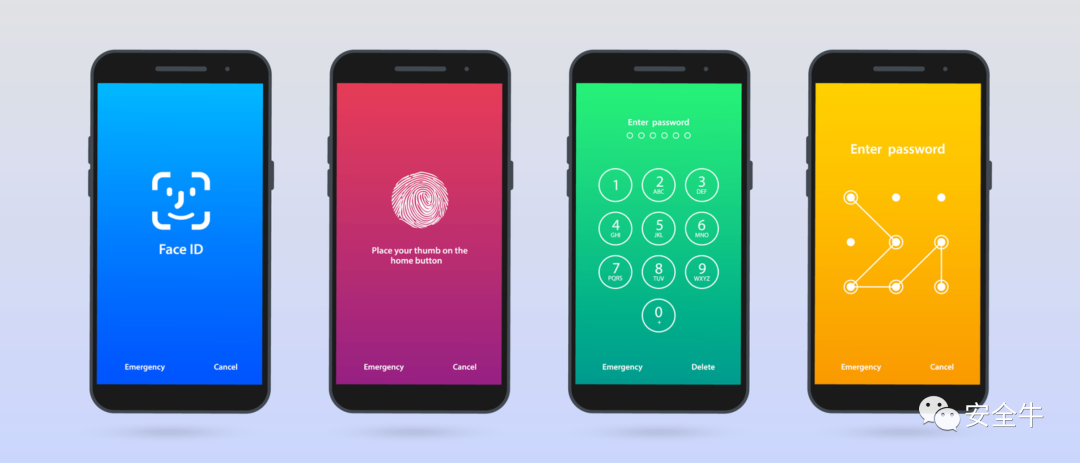 Face ID
Emergency
Cancel
Place your thumb on the
home button
Emergency
Cancel
Enter password
1
2
ABC
3
DEF
4
GHI
5
JKL
6
MNO
7
PQRS
8
TUV
9
WXYZ
0
+
Emergency
Delete
Enter password
Emergency
Cancel
安全牛